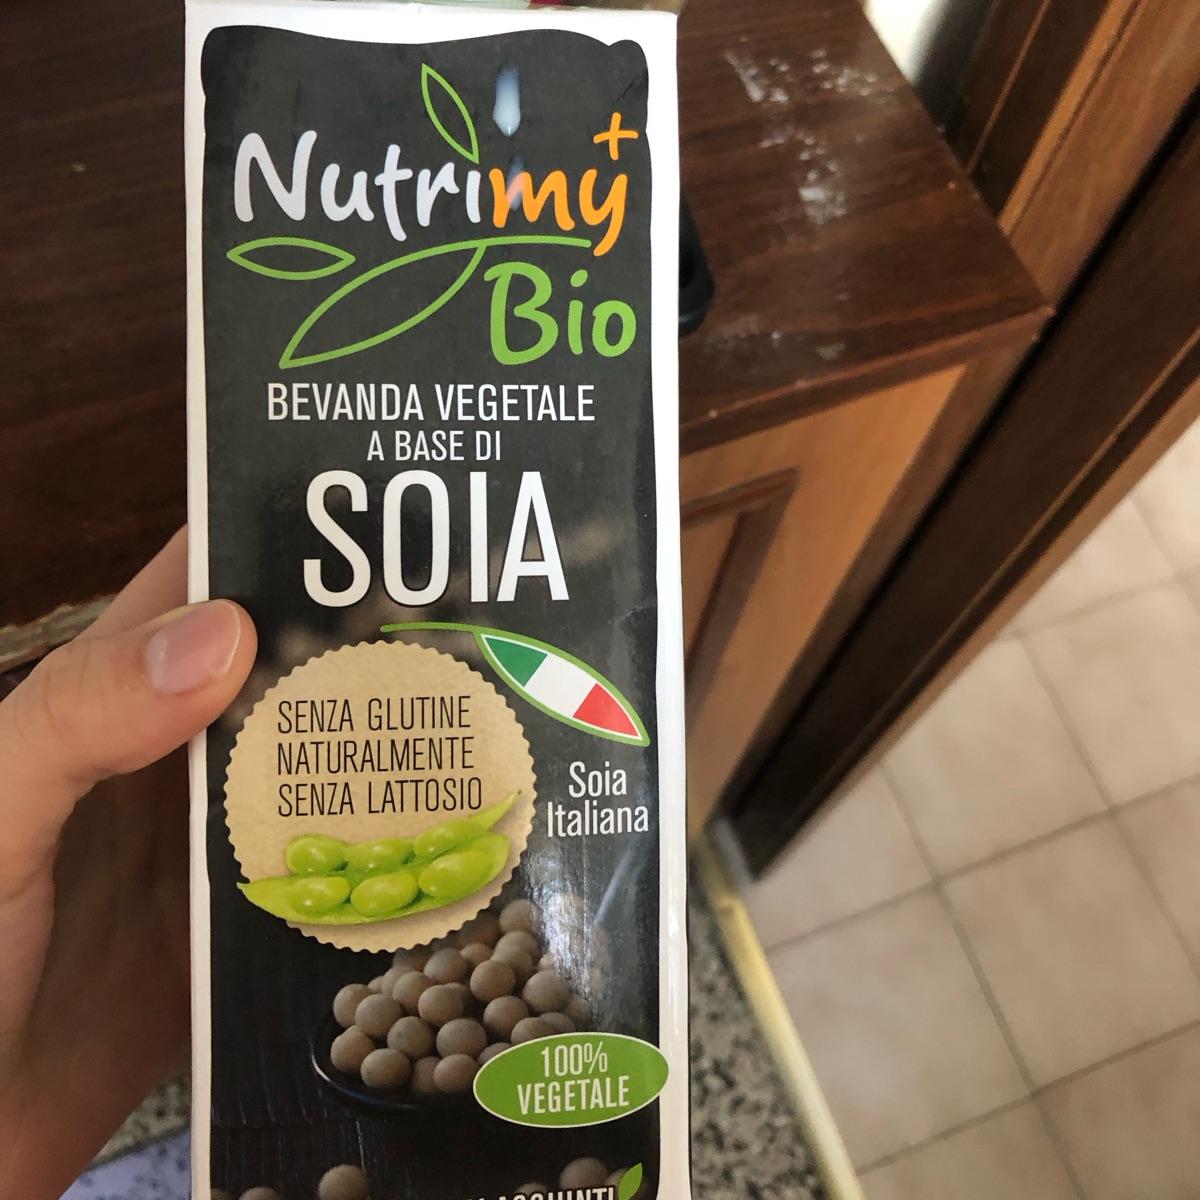 Nutrimy+
Bio
BEVANDA VEGETALE
A BASE DI
SOIA
SENZA GLUTINE
NATURALMENTE
SENZA LATTOSIO
Soia
Italiana
100%
VEGETALE